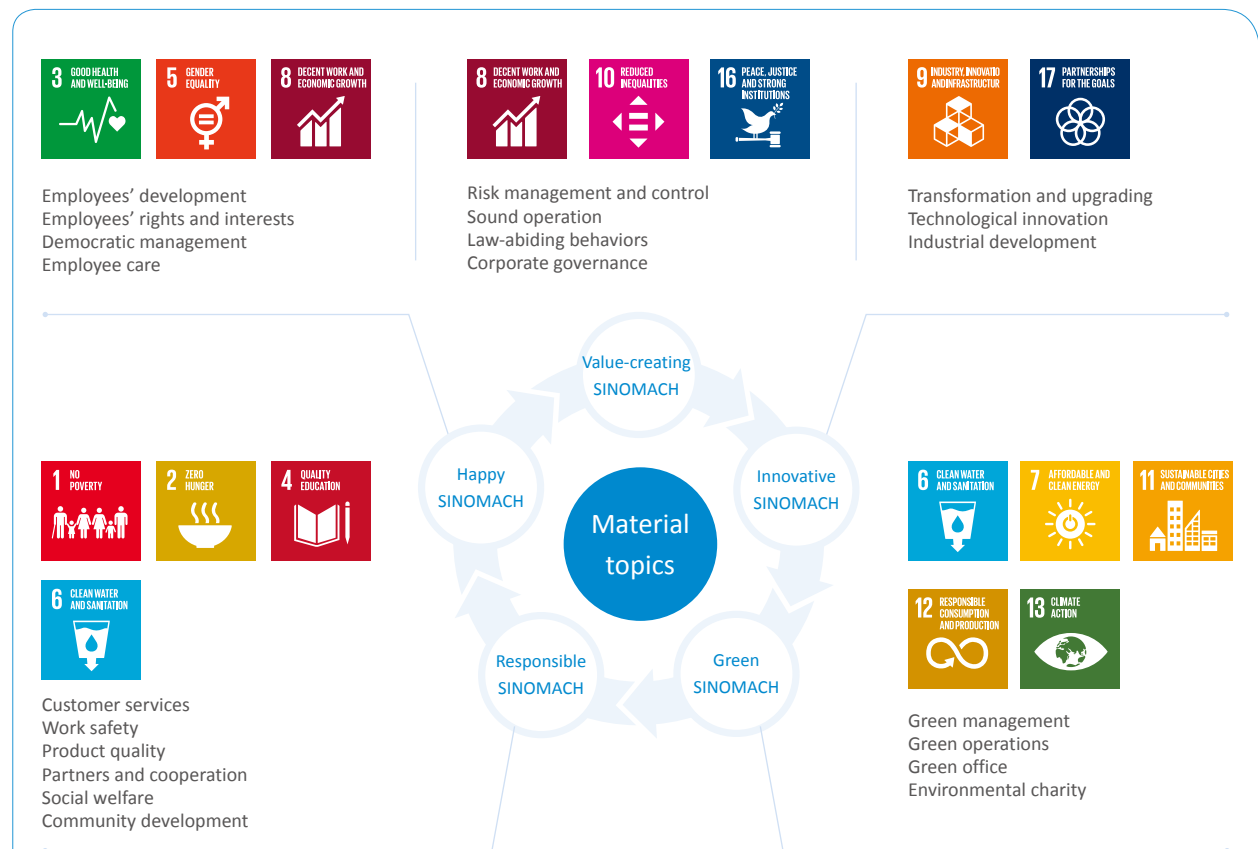 3 GOOD HEALTH
AND WELL-BEING
5 GENDER
EQUALITY
8 DECENT WORK AND
ECONOMIC GROWTH
Employees’ development
Employees’ rights and interests
Democratic management
Employee care
8 DECENT WORK AND
ECONOMIC GROWTH
10 REDUCED
INEQUALITIES
16 PEACE, JUSTICE
AND STRONG
INSTITUTIONS
Risk management and control
Sound operation
Law-abiding behaviors
Corporate governance
9 INDUSTRY, INNOVATIO
ANDINFRASTRUCTUR
17 PARTNERSHIPS
FOR THE GOALS
Transformation and upgrading
Technological innovation
Industrial development
Value-creating
SINOMACH
Happy
SINOMACH
Innovative
SINOMACH
Material
topics
Responsible
SINOMACH
Green
SINOMACH
1 NO
POVERTY
2 ZERO
HUNGER
4 QUALITY
EDUCATION
6 CLEAN WATER
AND SANITATION
Customer services
Work safety
Product quality
Partners and cooperation
Social welfare
Community development
6 CLEAN WATER
AND SANITATION
7 AFFORDABLE AND
CLEAN ENERGY
11 SUSTAINABLE CITIES
AND COMMUNITIES
12 RESPONSIBLE
CONSUMPTION
AND PRODUCTION
13 CLIMATE
ACTION
Green management
Green operations
Green office
Environmental charity